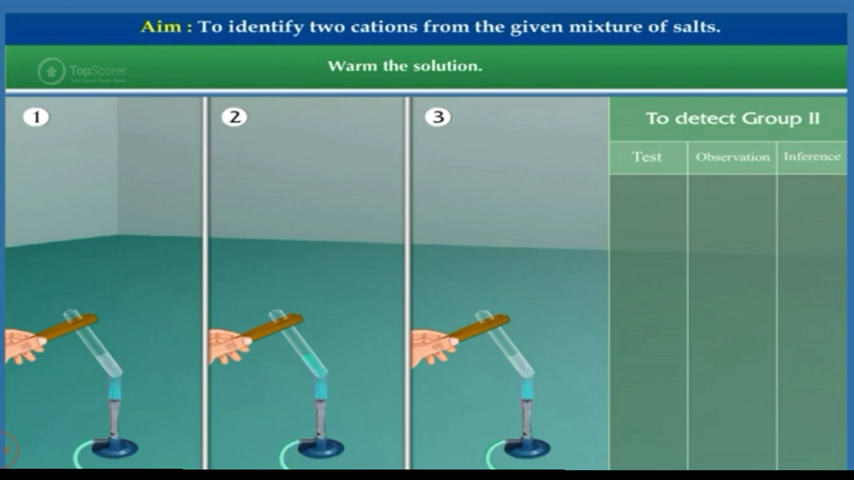 Aim : To identify two cations from the given mixture of salts.
Warm the solution.
TopScorer
1
2
3
To detect Group II
Test
Observation
Inference